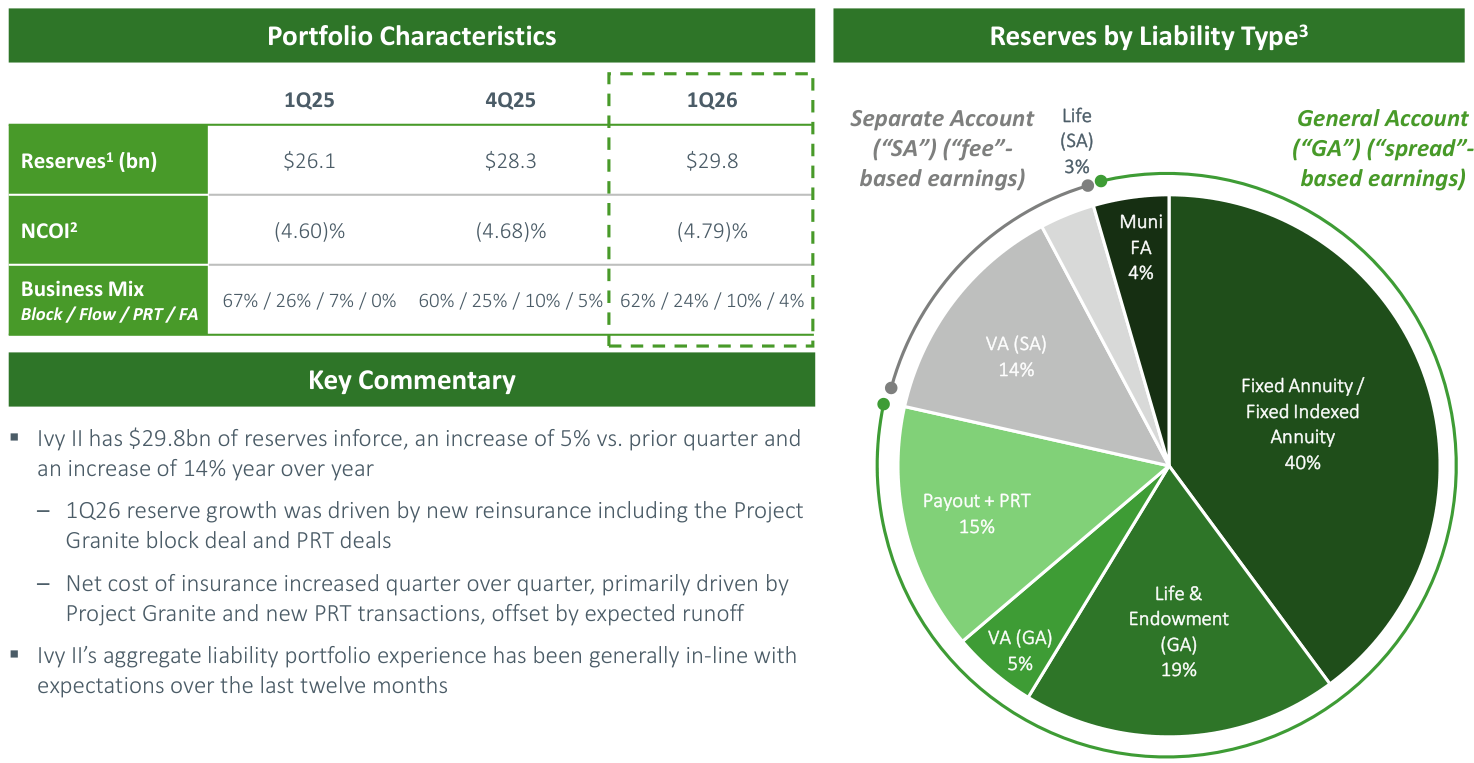 Portfolio Characteristics
1Q25 4Q25 1Q26
Reserves¹ (bn) $26.1 $28.3 $29.8
NCOI² (4.60)% (4.68)% (4.79)%
Business Mix
Block / Flow / PRT / FA 67% / 26% / 7% / 0% 60% / 25% / 10% / 5% 62% / 24% / 10% / 4%
Key Commentary
▪ Ivy II has $29.8bn of reserves inforce, an increase of 5% vs. prior quarter and
an increase of 14% year over year
– 1Q26 reserve growth was driven by new reinsurance including the Project
Granite block deal and PRT deals
– Net cost of insurance increased quarter over quarter, primarily driven by
Project Granite and new PRT transactions, offset by expected runoff
▪ Ivy II’s aggregate liability portfolio experience has been generally in-line with
expectations over the last twelve months
Reserves by Liability Type³
Separate Account
(“SA”) (“fee”-
based earnings)
Life
(SA)
3%
General Account
(“GA”) (“spread”-
based earnings)
Muni
FA
4%
VA (SA)
14%
Fixed Annuity /
Fixed Indexed
Annuity
40%
Payout + PRT
15%
VA (GA)
5%
Life &
Endowment
(GA)
19%